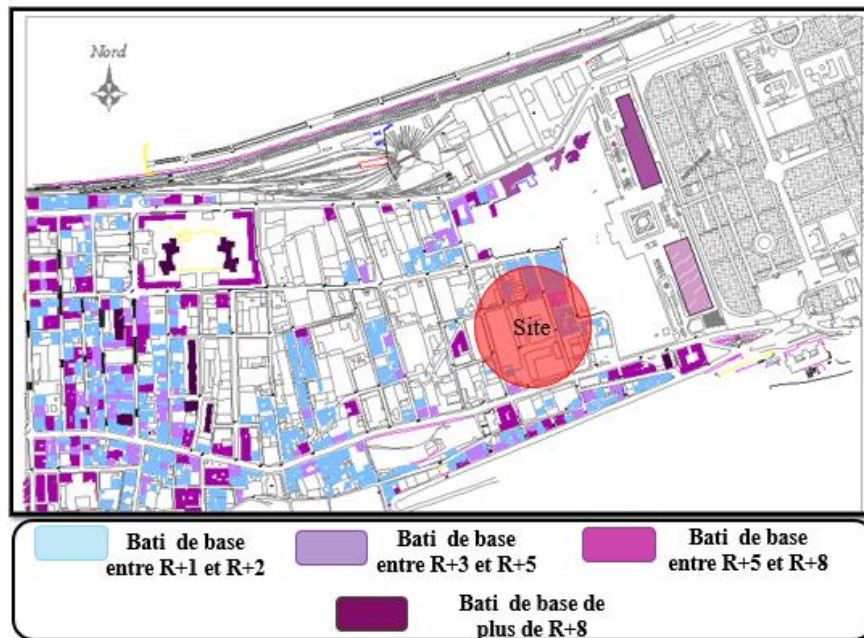 Nord
Site
Bati de base
entre R+1 et R+2
Bati de base
entre R+3 et R+5
Bati de base
entre R+5 et R+8
Bati de base de
plus de R+8